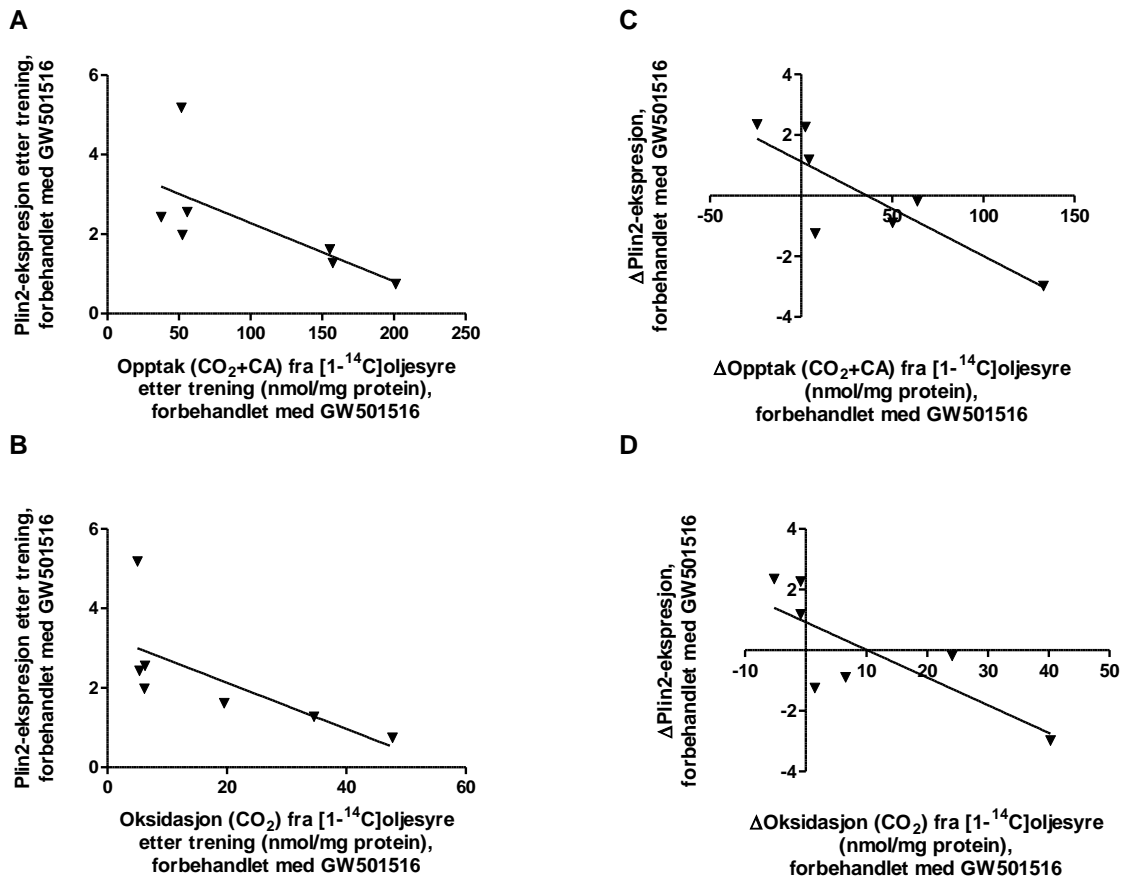 A
Plin2-ekspresjon etter trening,
forbehandlet med GW501516
6
4
2
0
0 50 100 150 200 250
Opptak (CO₂+CA) fra [1-¹⁴C]oljesyre
etter trening (nmol/mg protein),
forbehandlet med GW501516
B
Plin2-ekspresjon etter trening,
forbehandlet med GW501516
6
4
2
0
0 20 40 60
Oksidasjon (CO₂) fra [1-¹⁴C]oljesyre
etter trening (nmol/mg protein),
forbehandlet med GW501516
C
ΔPlin2-ekspresjon,
forbehandlet med GW501516
4
2
-2
-4
-50 50 100 150
ΔOpptak (CO₂+CA) fra [1-¹⁴C]oljesyre
(nmol/mg protein),
forbehandlet med GW501516
D
ΔPlin2-ekspresjon,
forbehandlet med GW501516
4
2
-2
-4
-10 10 20 30 40 50
ΔOksidasjon (CO₂) fra [1-¹⁴C]oljesyre
(nmol/mg protein),
forbehandlet med GW501516